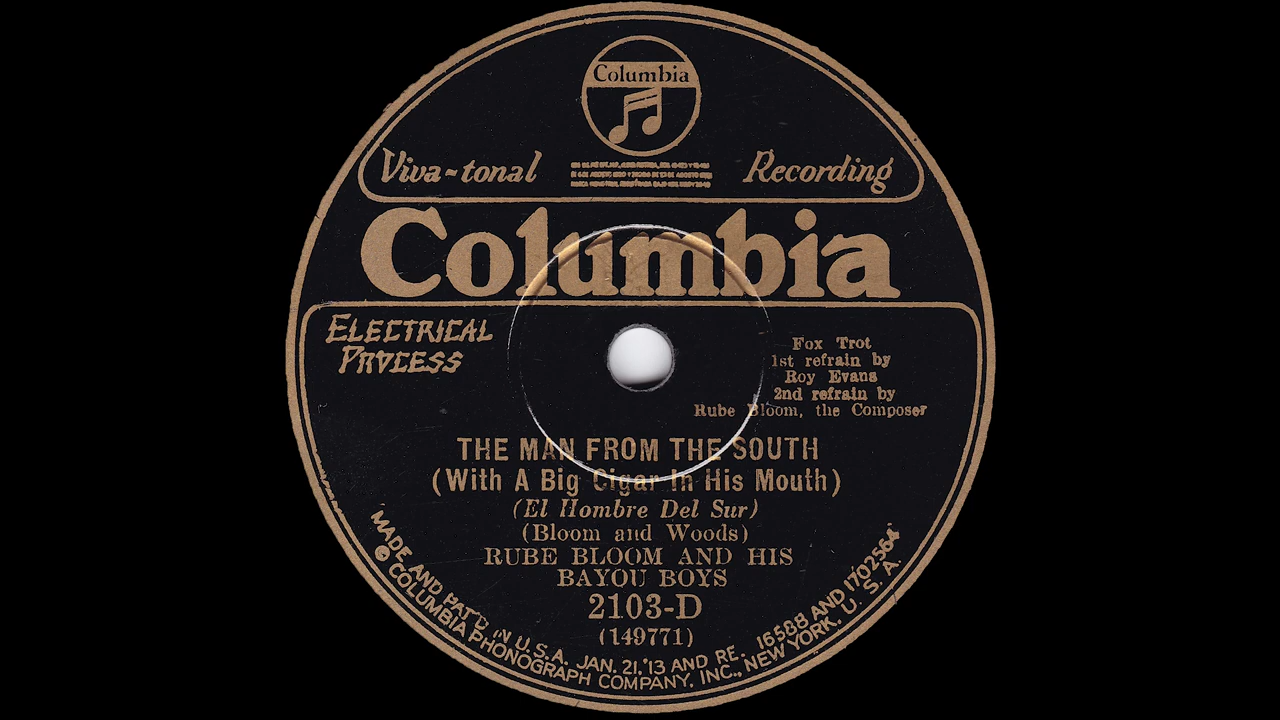 Columbia
Viva-tonal Recording
Columbia
ELECTRICAL
PROCESS
Fox Trot
1st refrain by
Roy Evans
2nd refrain by
Rube Bloom, the Composer
THE MAN FROM THE SOUTH
(With A Big Cigar In His Mouth)
(El Hombre Del Sur)
(Bloom and Woods)
RUBE BLOOM AND HIS
BAYOU BOYS
2103-D
(149771)
MADE AND PAT'D IN U.S.A. JAN. 21,'13 AND RE. 16588 AND 1702564
© COLUMBIA PHONOGRAPH COMPANY, INC., NEW YORK, U. S. A.